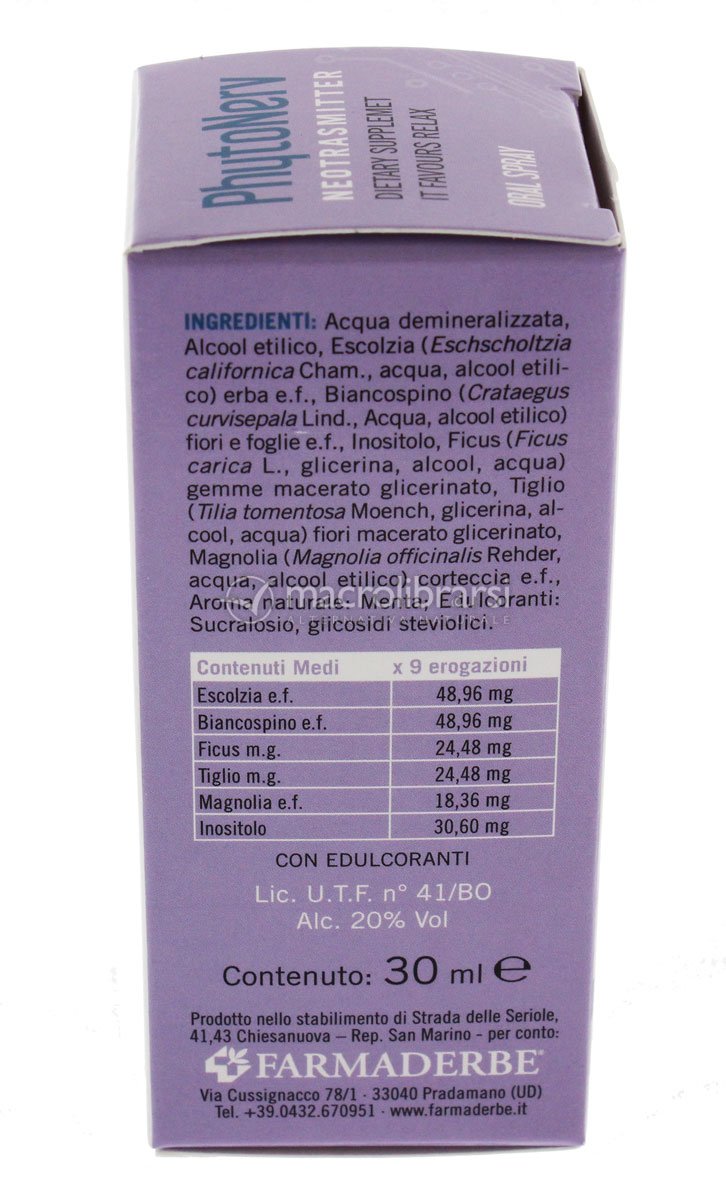 PhytoNerv
NEOTRASMITTER
DIETARY SUPPLEMET
IT FAVOURS RELAX
ORAL SPRAY
INGREDIENTI: Acqua demineralizzata,
Alcool etilico, Escolzia (Eschscholtzia
californica Cham., acqua, alcool etili-
co) erba e.f., Biancospino (Crataegus
curvisepala Lind., Acqua, alcool etilico)
fiori e foglie e.f., Inositolo, Ficus (Ficus
carica L., glicerina, alcool, acqua)
gemme macerato glicerinato, Tiglio
(Tilia tomentosa Moench, glicerina, al-
cool, acqua) fiori macerato glicerinato,
Magnolia (Magnolia officinalis Rehder,
acqua, alcool etilico) corteccia e.f.,
Aroma naturale: Menta; Edulcoranti:
Sucralosio, glicosidi steviolici.
macrolibrarsi
Contenuti Medi x 9 erogazioni
Escolzia e.f. 48,96 mg
Biancospino e.f. 48,96 mg
Ficus m.g. 24,48 mg
Tiglio m.g. 24,48 mg
Magnolia e.f. 18,36 mg
Inositolo 30,60 mg
CON EDULCORANTI
Lic. U.T.F. n° 41/BO
Alc. 20% Vol
Contenuto: 30 ml e
Prodotto nello stabilimento di Strada delle Seriole,
41,43 Chiesanuova – Rep. San Marino - per conto:
FARMADERBE®
Via Cussignacco 78/1 · 33040 Pradamano (UD)
Tel. +39.0432.670951 · www.farmaderbe.it